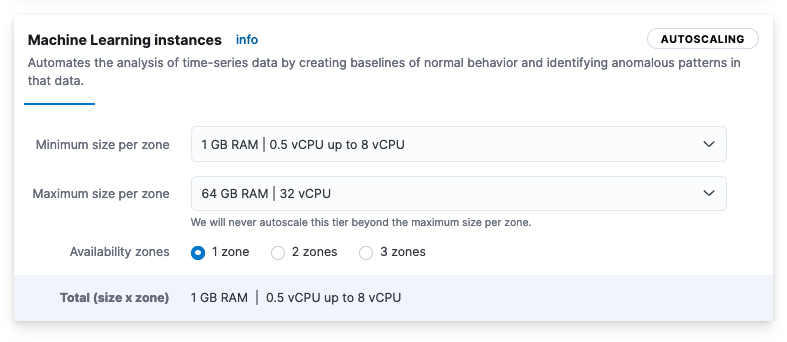 Machine Learning instances info
AUTOSCALING
Automates the analysis of time-series data by creating baselines of normal behavior and identifying anomalous patterns in
that data.
Minimum size per zone
1 GB RAM | 0.5 vCPU up to 8 vCPU
Maximum size per zone
64 GB RAM | 32 vCPU
We will never autoscale this tier beyond the maximum size per zone.
Availability zones
1 zone
2 zones
3 zones
Total (size x zone)
1 GB RAM | 0.5 vCPU up to 8 vCPU